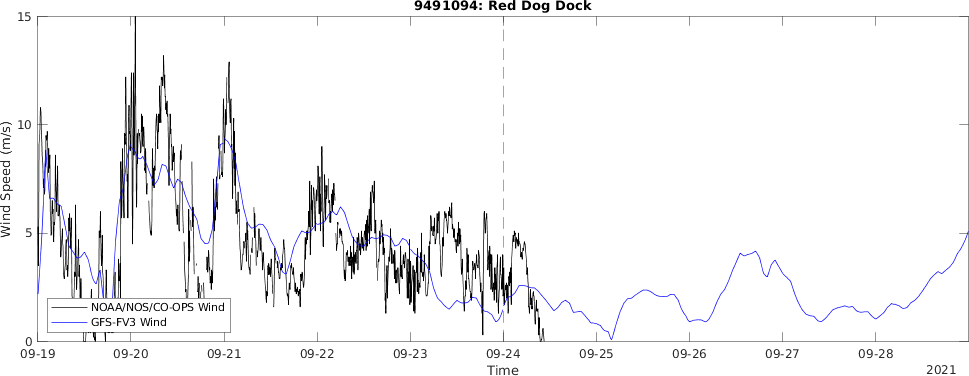 9491094: Red Dog Dock
Wind Speed (m/s)
15
10
5
0
NOAA/NOS/CO-OPS Wind
GFS-FV3 Wind
09-19 09-20 09-21 09-22 09-23 09-24 09-25 09-26 09-27 09-28
Time
2021